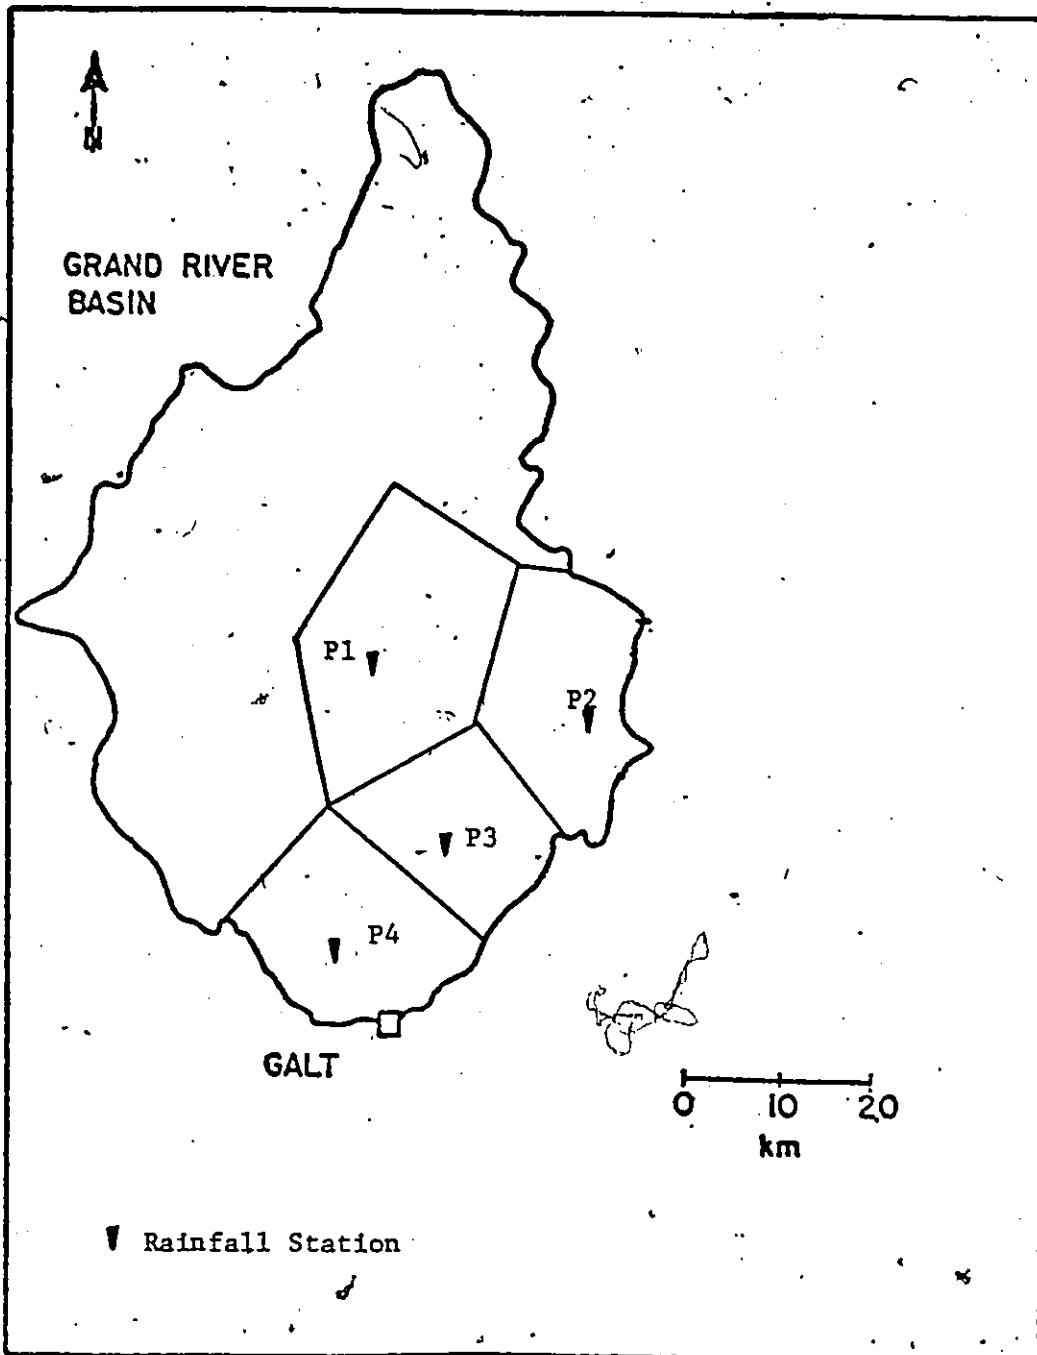 N
GRAND RIVER
BASIN
P1
P2
P3
P4
GALT
0 10 20
km
Rainfall Station